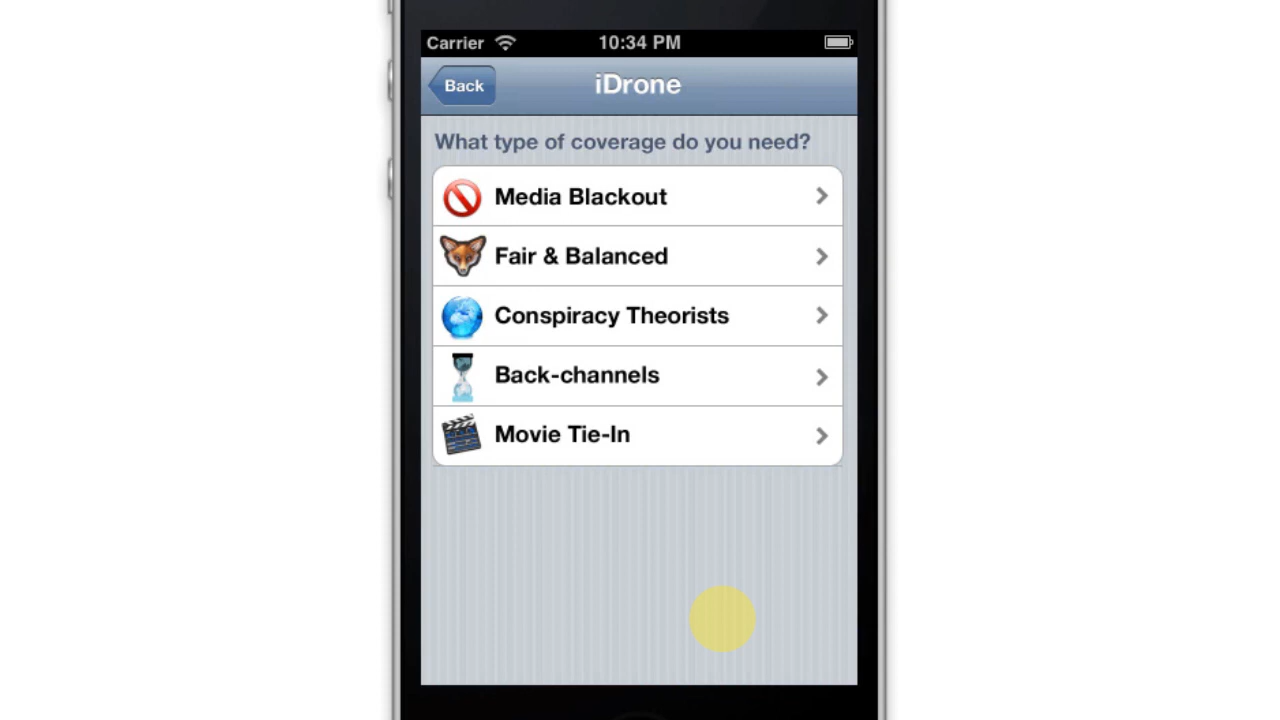 Carrier 10:34 PM
Back iDrone
What type of coverage do you need?
Media Blackout
Fair & Balanced
Conspiracy Theorists
Back-channels
Movie Tie-In